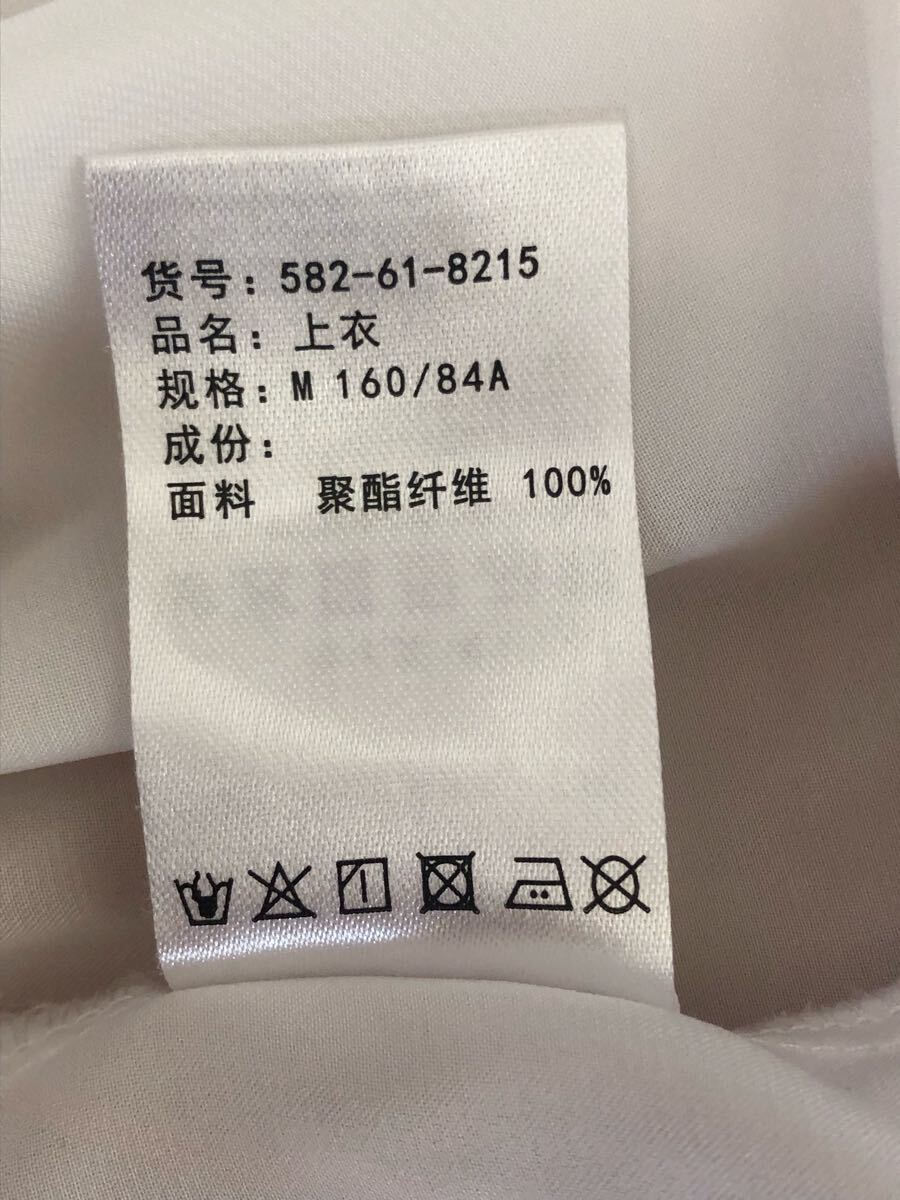 货号：582-61-8215
品名：上衣
规格：M 160/84A
成份：
面料 聚酯纤维 100%